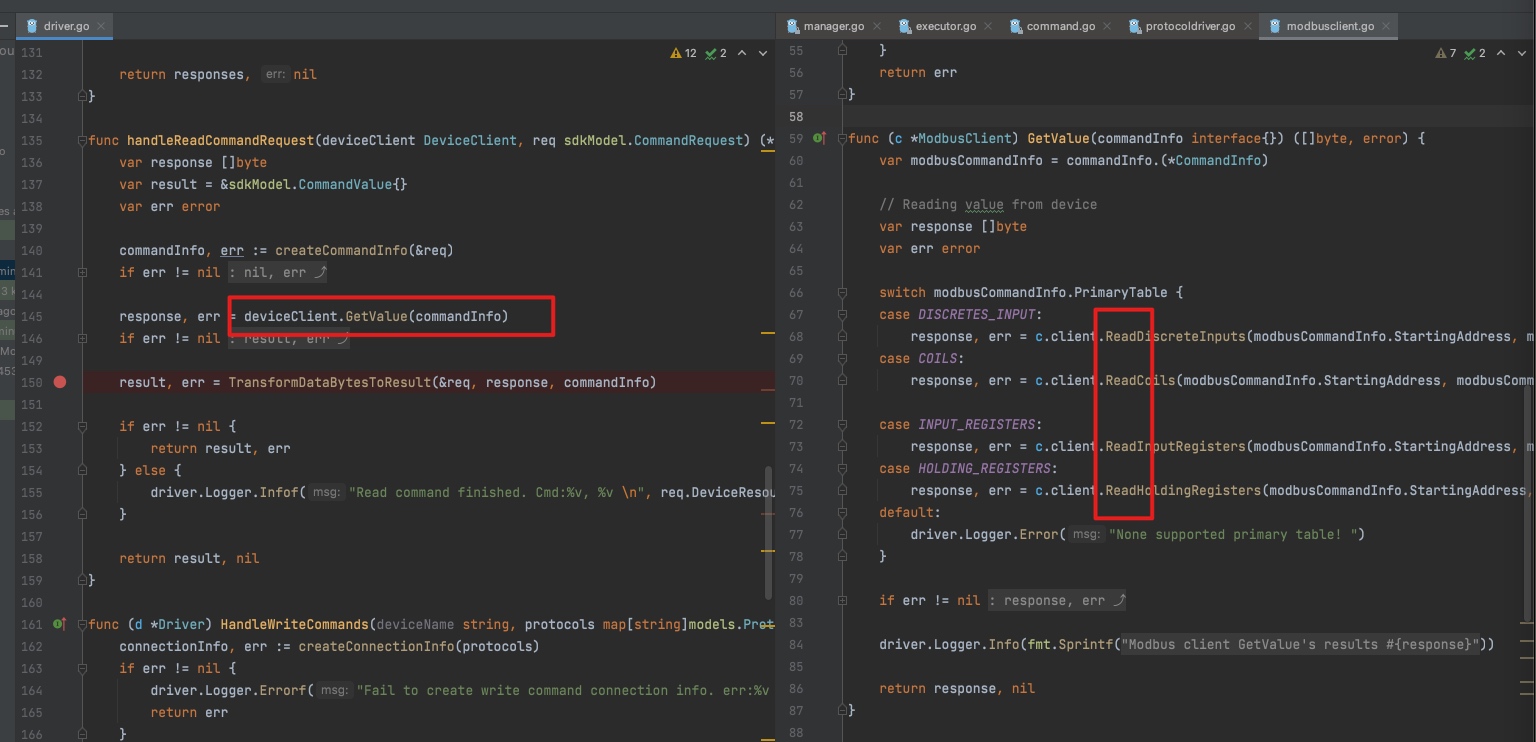 driver.go
manager.go
executor.go
command.go
protocoldriver.go
modbusclient.go
12 2
131
132 return responses, err: nil
133 }
134
135 func handleReadCommandRequest(deviceClient DeviceClient, req sdkModel.CommandRequest) (*
136 var response []byte
137 var result = &sdkModel.CommandValue{}
138 var err error
139
140 commandInfo, err := createCommandInfo(&req)
141 if err != nil : nil, err
144
145 response, err = deviceClient.GetValue(commandInfo)
146 if err != nil : result, err
149
150 result, err = TransformDataBytesToResult(&req, response, commandInfo)
151
152 if err != nil {
153 return result, err
154 } else {
155 driver.Logger.Infof( msg: "Read command finished. Cmd:%v, %v \n", req.DeviceResou
156 }
157
158 return result, nil
159 }
160
161 func (d *Driver) HandleWriteCommands(deviceName string, protocols map[string]models.Prot
162 connectionInfo, err := createConnectionInfo(protocols)
163 if err != nil {
164 driver.Logger.Errorf( msg: "Fail to create write command connection info. err:%v
165 return err
166 }
7 2
55 }
56 return err
57 }
58
59 func (c *ModbusClient) GetValue(commandInfo interface{}) ([]byte, error) {
60 var modbusCommandInfo = commandInfo.(*CommandInfo)
61
62 // Reading value from device
63 var response []byte
64 var err error
65
66 switch modbusCommandInfo.PrimaryTable {
67 case DISCRETES_INPUT:
68 response, err = c.client.ReadDiscreteInputs(modbusCommandInfo.StartingAddress, m
69 case COILS:
70 response, err = c.client.ReadCoils(modbusCommandInfo.StartingAddress, modbusComm
71
72 case INPUT_REGISTERS:
73 response, err = c.client.ReadInputRegisters(modbusCommandInfo.StartingAddress, m
74 case HOLDING_REGISTERS:
75 response, err = c.client.ReadHoldingRegisters(modbusCommandInfo.StartingAddress,
76 default:
77 driver.Logger.Error( msg: "None supported primary table! ")
78 }
79
80 if err != nil : response, err
83
84 driver.Logger.Info(fmt.Sprintf("Modbus client GetValue's results #{response}"))
85
86 return response, nil
87 }
88